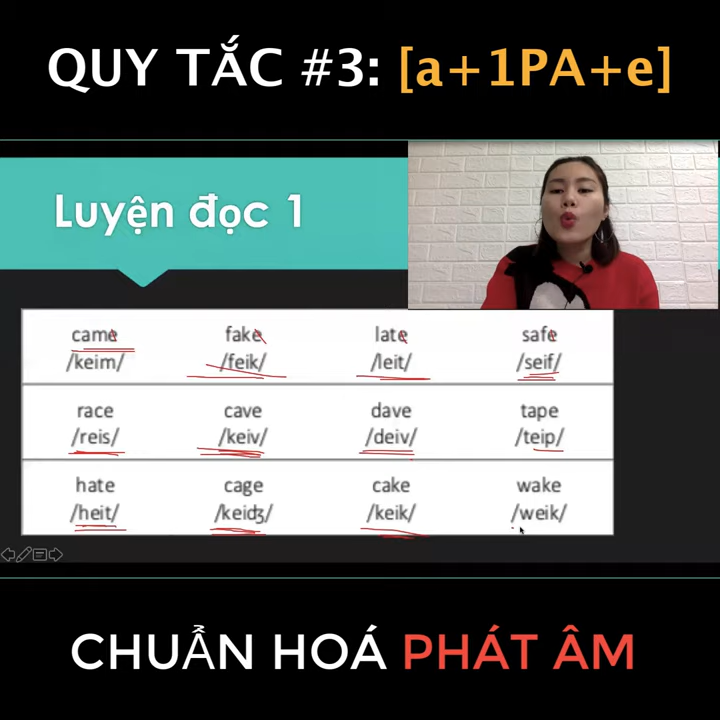 QUY TẮC #3: [a+1PA+e]
Luyện đọc 1
came fake late safe
/keim/ /feik/ /leit/ /seif/
race cave dave tape
/reis/ /keiv/ /deiv/ /teip/
hate cage cake wake
/heit/ /keidʒ/ /keik/ /weik/
CHUẨN HOÁ PHÁT ÂM